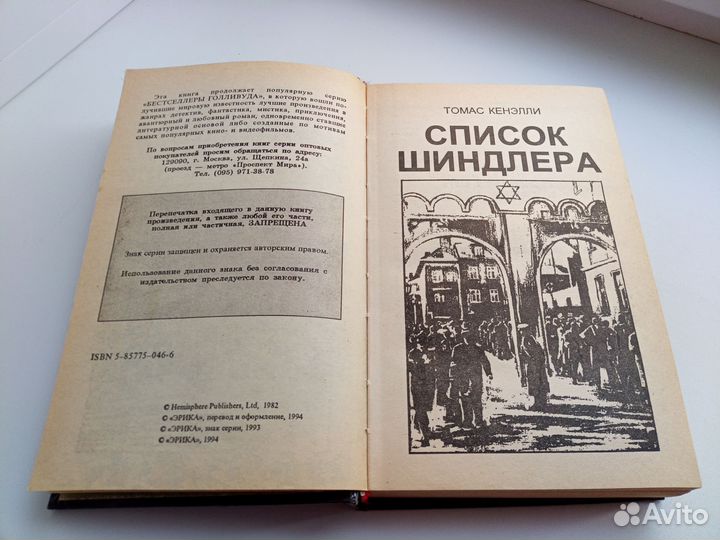 Эта книга продолжает популярную серию
«БЕСТСЕЛЛЕРЫ ГОЛЛИВУДА», в которую вошли по-
лучившие мировую известность лучшие произведения в
жанрах детектив, фантастика, мистика, приключения,
авантюрный и любовный роман, одновременно ставшие
литературной основой либо созданные по мотивам
самых популярных кино- и видеофильмов.
По вопросам приобретения книг серии оптовых
покупателей просим обращаться по адресу:
129090, г. Москва, ул. Щепкина, 24а
(проезд — метро «Проспект Мира»).
Тел. (095) 971-38-78
Перепечатка входящего в данную книгу
произведения, а также любой его части,
полная или частичная, ЗАПРЕЩЕНА
Знак серии защищен и охраняется авторским правом.
Использование данного знака без согласования с
издательством преследуется по закону.
ISBN 5-85775-046-6
© Hemisphere Publishers, Ltd, 1982
© «ЭРИКА», перевод и оформление, 1994
© «ЭРИКА», знак серии, 1993
© «ЭРИКА», 1994
ТОМАС КЕНЭЛЛИ
СПИСОК
ШИНДЛЕРА
Avito